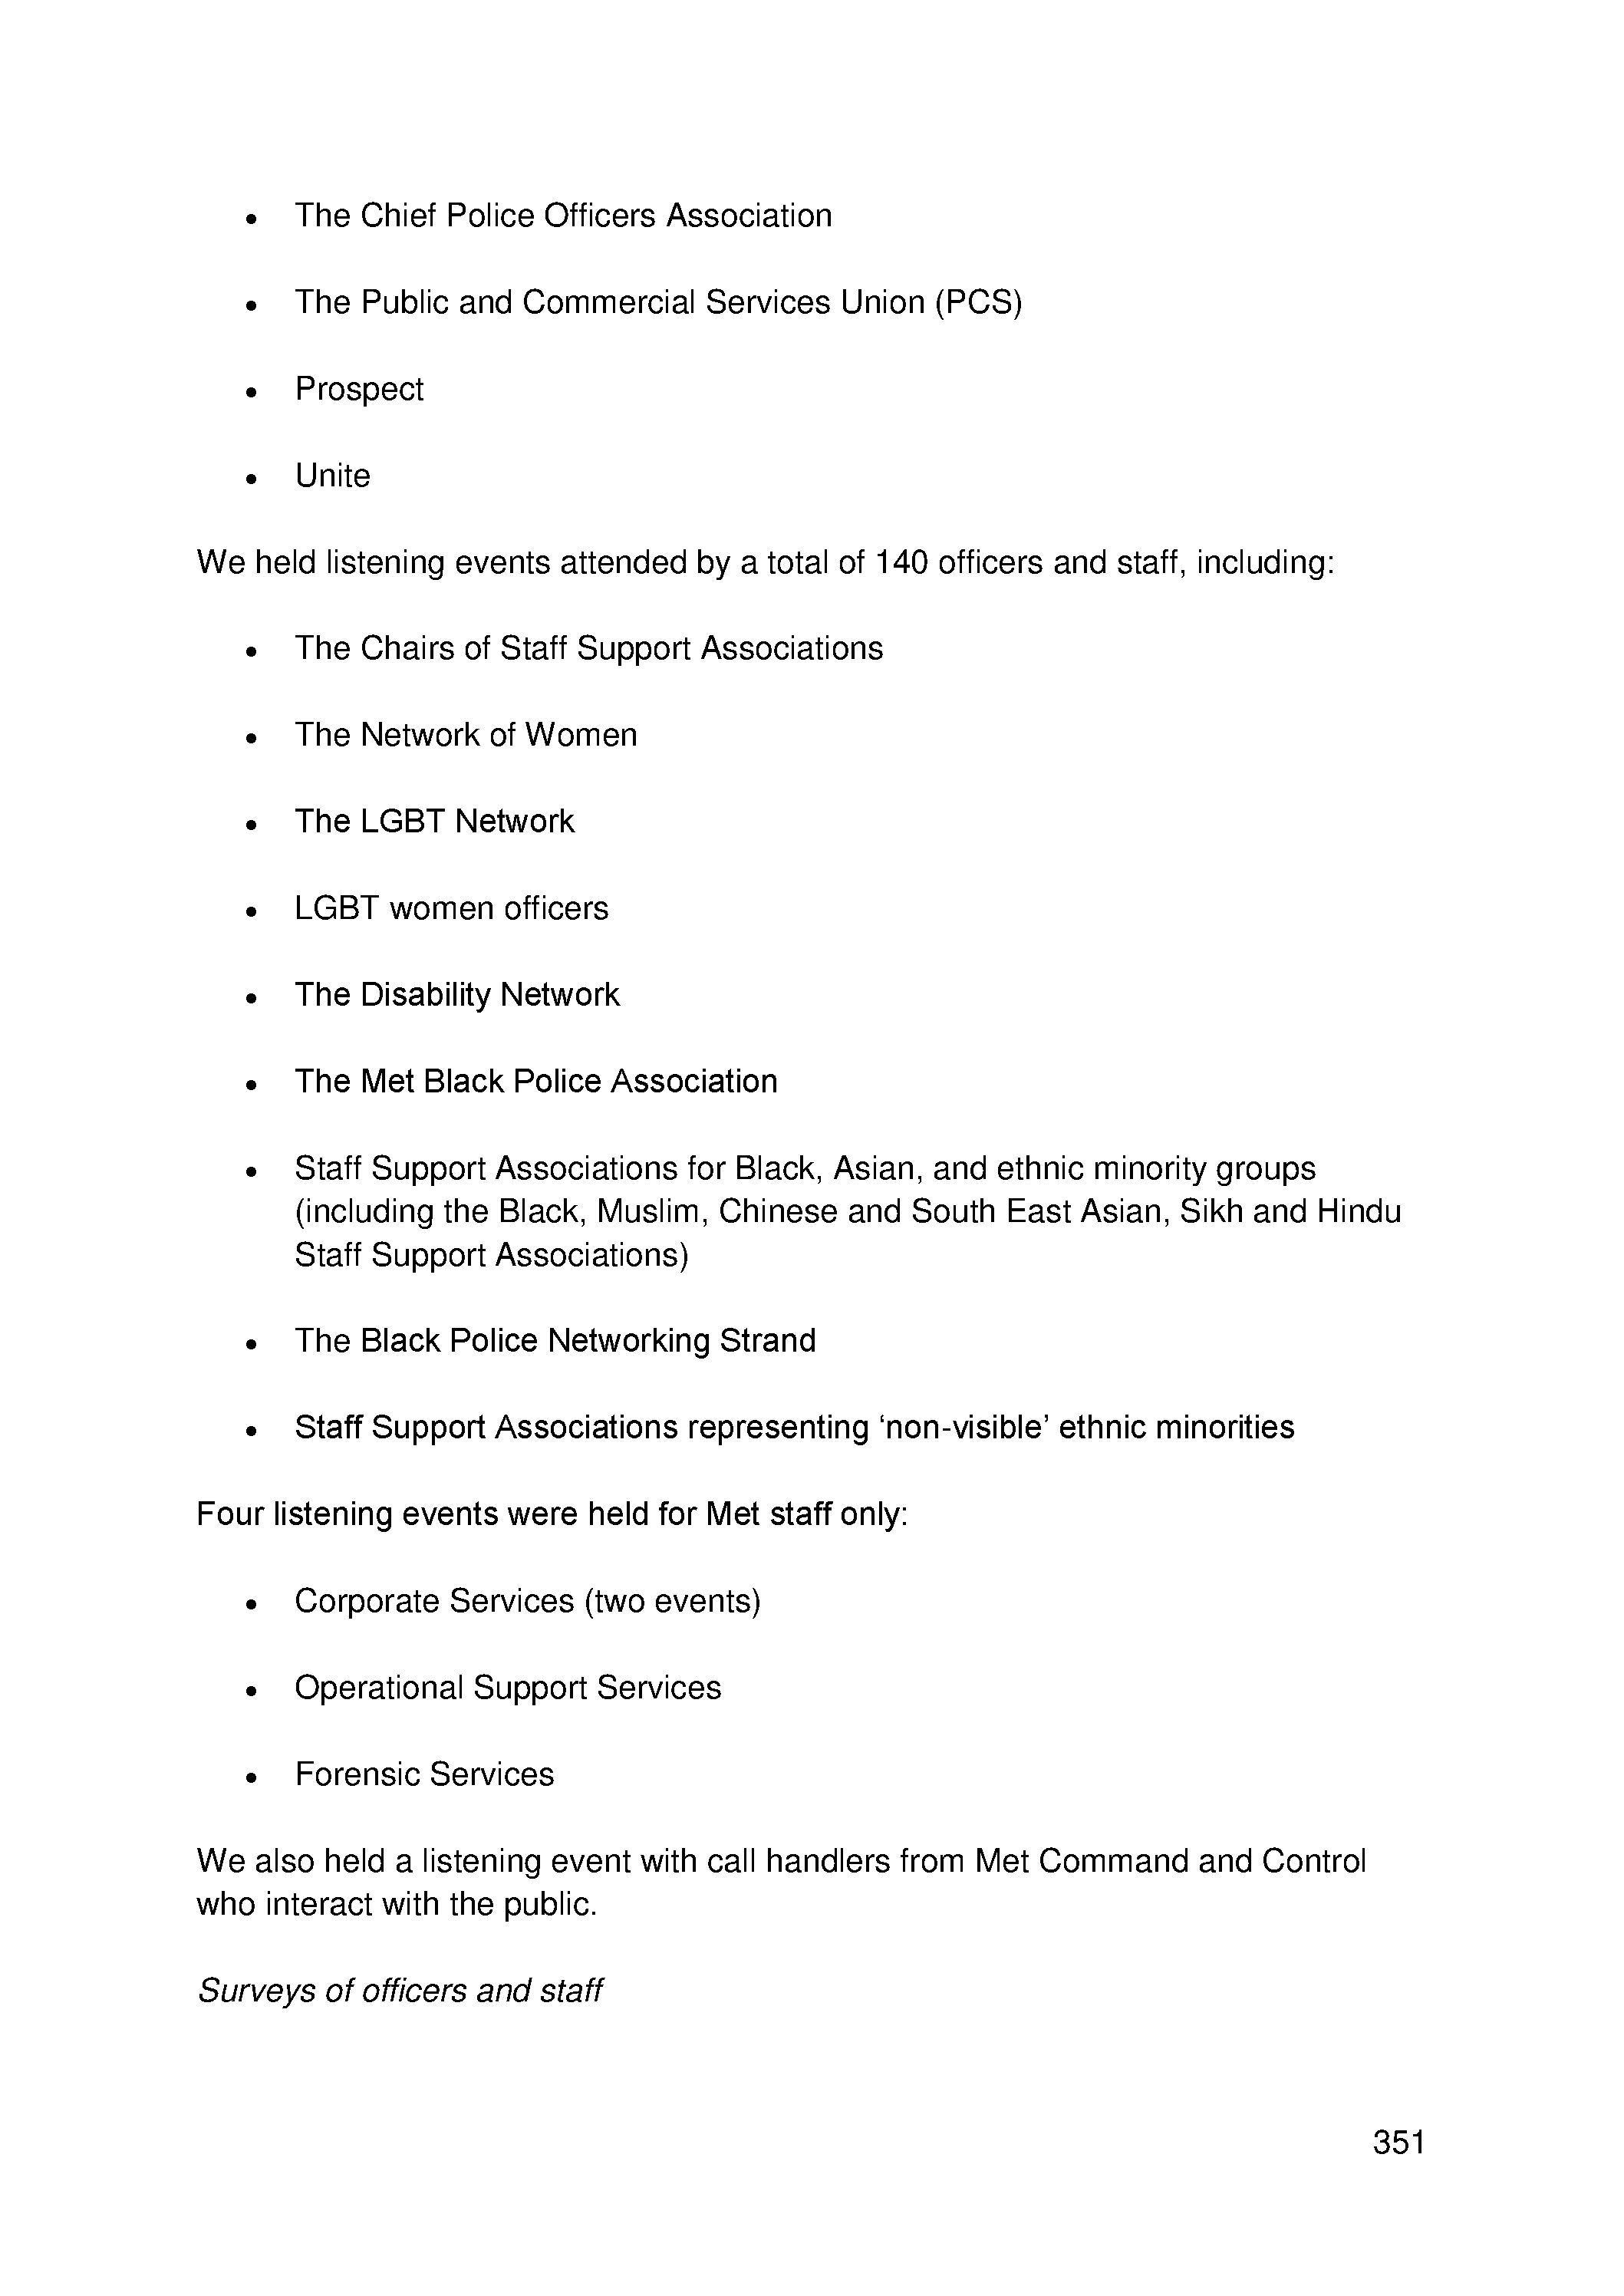 • The Chief Police Officers Association
• The Public and Commercial Services Union (PCS)
• Prospect
• Unite
We held listening events attended by a total of 140 officers and staff, including:
• The Chairs of Staff Support Associations
• The Network of Women
• The LGBT Network
• LGBT women officers
• The Disability Network
• The Met Black Police Association
• Staff Support Associations for Black, Asian, and ethnic minority groups
(including the Black, Muslim, Chinese and South East Asian, Sikh and Hindu
Staff Support Associations)
• The Black Police Networking Strand
• Staff Support Associations representing ‘non-visible’ ethnic minorities
Four listening events were held for Met staff only:
• Corporate Services (two events)
• Operational Support Services
• Forensic Services
We also held a listening event with call handlers from Met Command and Control
who interact with the public.
Surveys of officers and staff
351